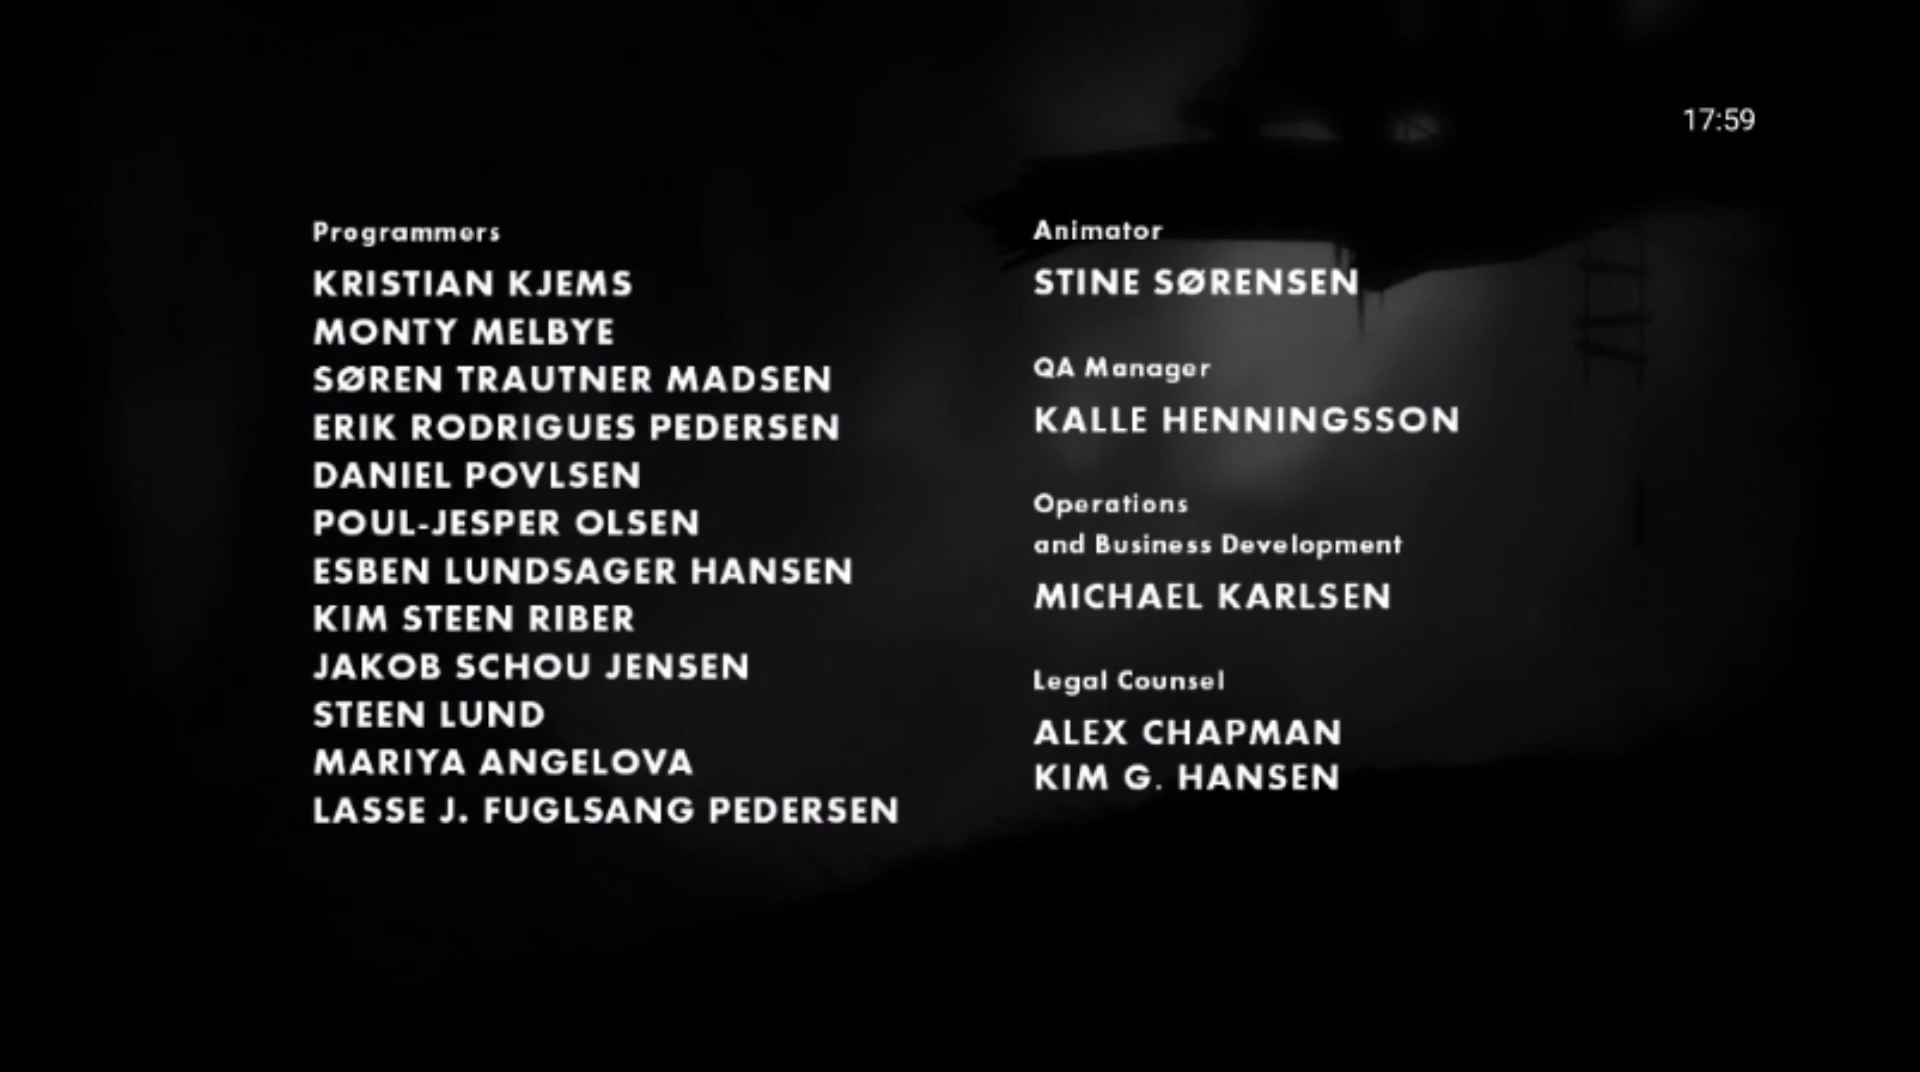 17:59
Programmers
KRISTIAN KJEMS
MONTY MELBYE
SØREN TRAUTNER MADSEN
ERIK RODRIGUES PEDERSEN
DANIEL POVLSEN
POUL-JESPER OLSEN
ESBEN LUNDSAGER HANSEN
KIM STEEN RIBER
JAKOB SCHOU JENSEN
STEEN LUND
MARIYA ANGELOVA
LASSE J. FUGLSANG PEDERSEN
Animator
STINE SØRENSEN
QA Manager
KALLE HENNINGSSON
Operations
and Business Development
MICHAEL KARLSEN
Legal Counsel
ALEX CHAPMAN
KIM G. HANSEN